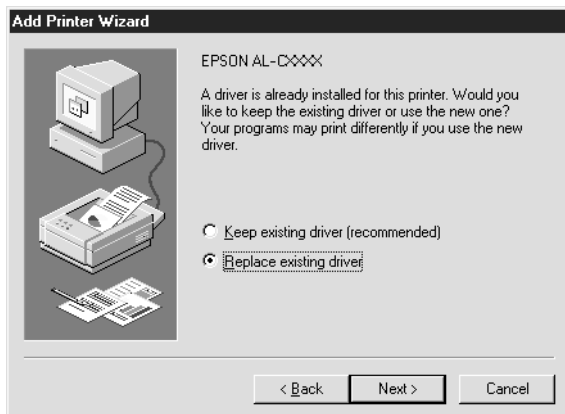 Add Printer Wizard
EPSON AL-CXXXX
A driver is already installed for this printer. Would you
like to keep the existing driver or use the new one?
Your programs may print differently if you use the new
driver.
Keep existing driver (recommended)
Replace existing driver
< Back Next > Cancel